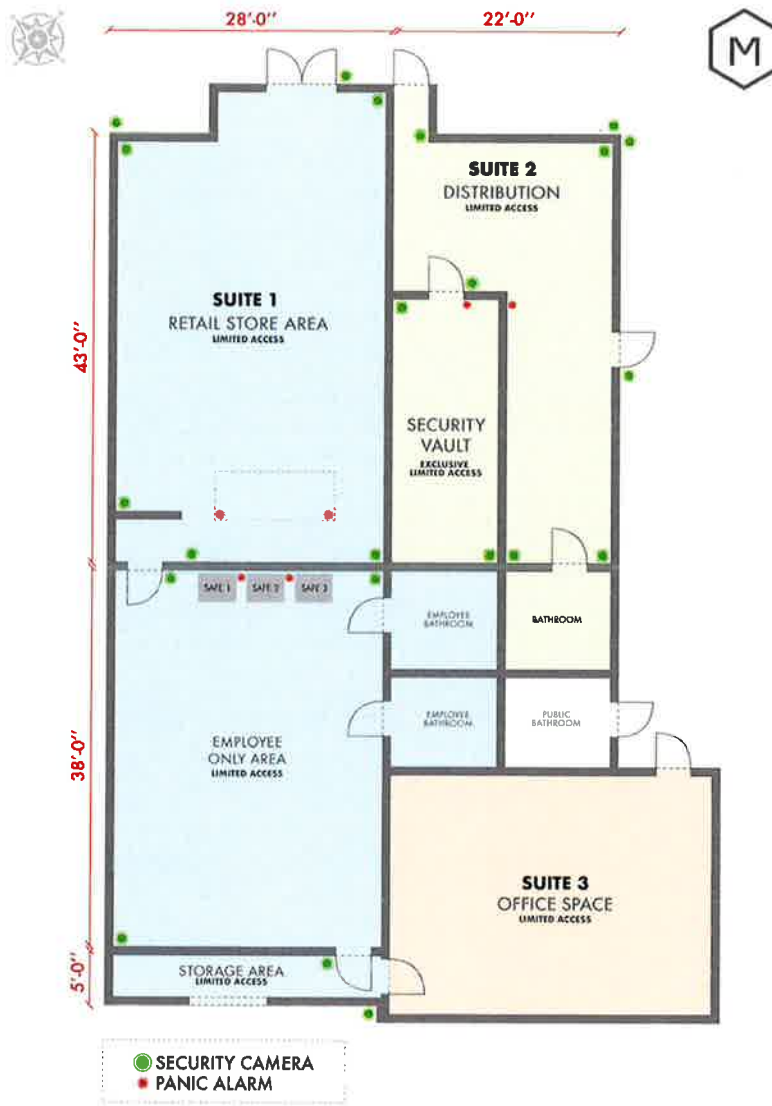 28'-0"
22'-0"
M
SUITE 2
DISTRIBUTION
LIMITED ACCESS
SUITE 1
RETAIL STORE AREA
LIMITED ACCESS
43'-0"
SECURITY
VAULT
EXCLUSIVE
LIMITED ACCESS
SAFE 1
SAFE 2
SAFE 3
EMPLOYEE
BATHROOM
BATHROOM
EMPLOYEE
BATHROOM
PUBLIC
BATHROOM
EMPLOYEE
ONLY AREA
LIMITED ACCESS
38'-0"
SUITE 3
OFFICE SPACE
LIMITED ACCESS
STORAGE AREA
LIMITED ACCESS
5'-0"
SECURITY CAMERA
PANIC ALARM